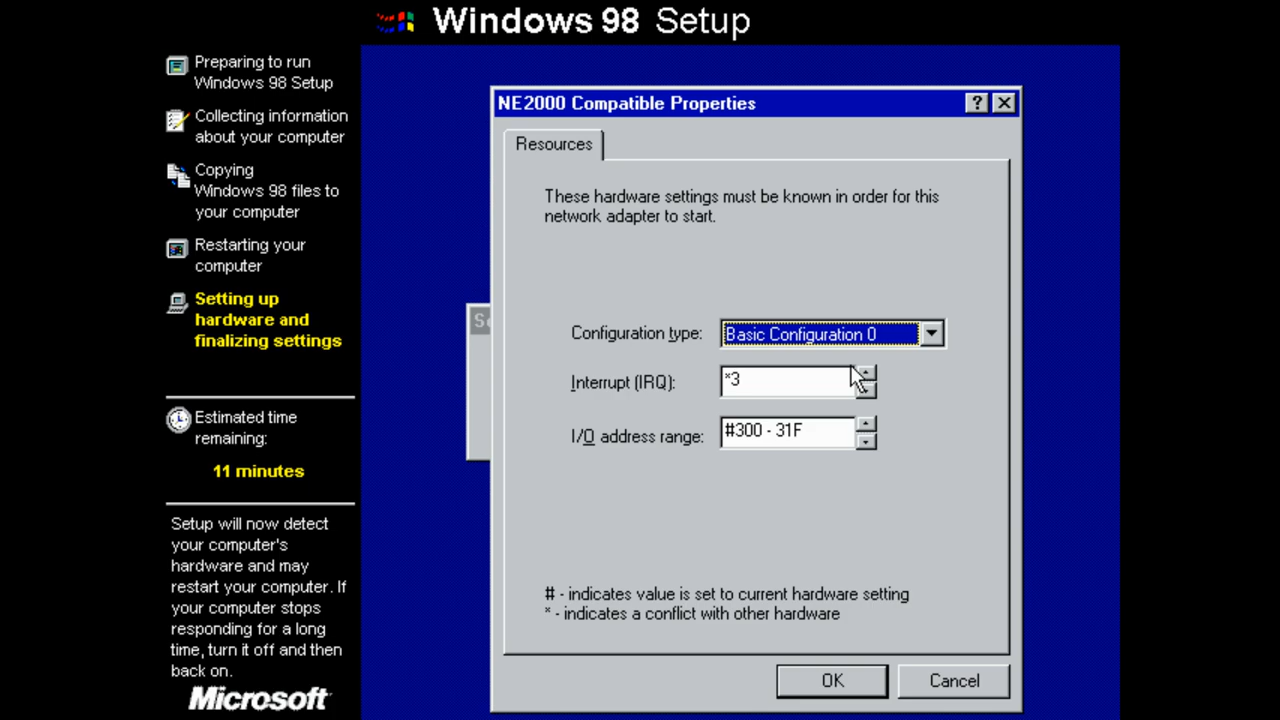 Windows 98 Setup
Preparing to run
Windows 98 Setup
Collecting information
about your computer
Copying
Windows 98 files to
your computer
Restarting your
computer
Setting up
hardware and
finalizing settings
Estimated time
remaining:
11 minutes
Setup will now detect
your computer's
hardware and may
restart your computer. If
your computer stops
responding for a long
time, turn it off and then
back on.
Microsoft
NE2000 Compatible Properties
Resources
These hardware settings must be known in order for this
network adapter to start.
Configuration type: Basic Configuration 0
Interrupt (IRQ): *3
I/O address range: #300 - 31F
# - indicates value is set to current hardware setting
* - indicates a conflict with other hardware
OK Cancel